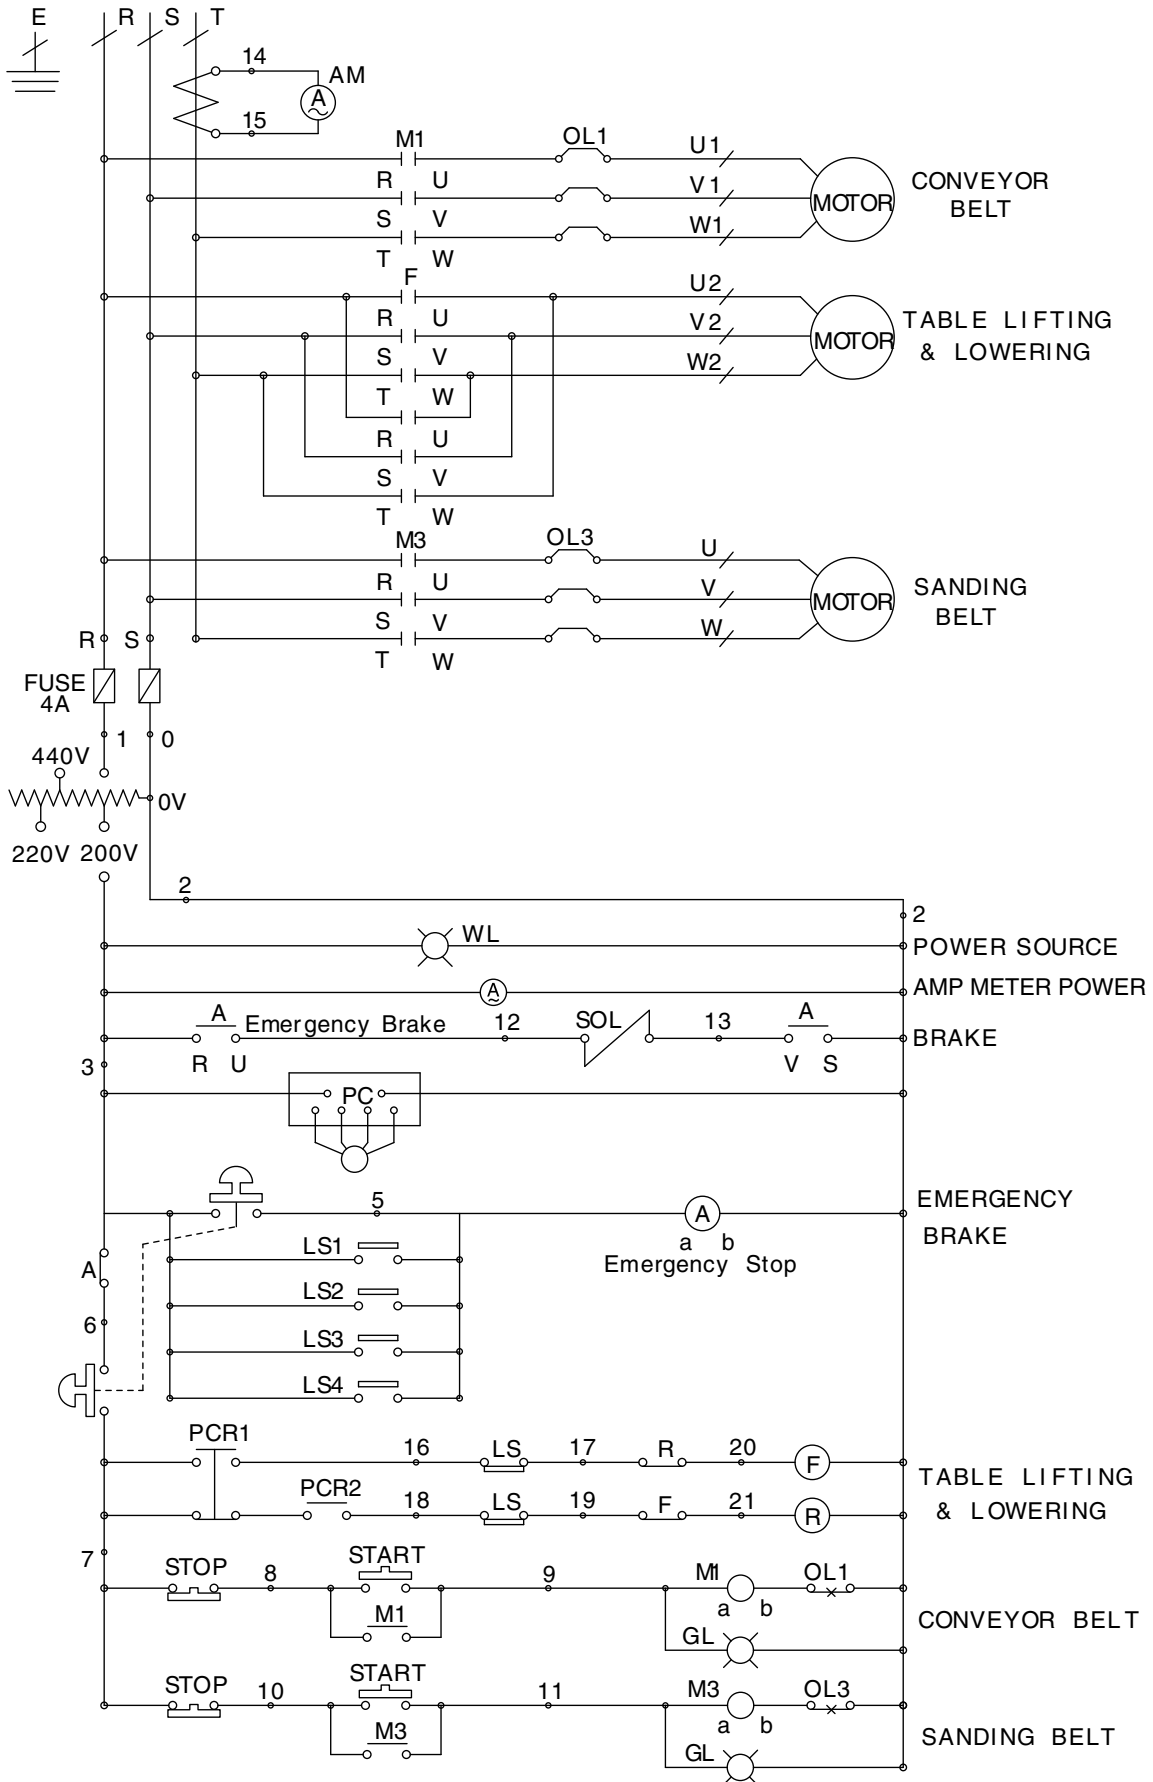 E R S T
14
AM
A
15
M1 OL1 U1
R U V1
CONVEYOR
BELT
MOTOR
S V W1
T W
F U2
R U V2
TABLE LIFTING
& LOWERING
MOTOR
S V W2
T W
R U
S V
T W
M3 OL3 U
R U V
SANDING
BELT
MOTOR
S V W
T W
R S
FUSE
4A
1 0
440V
0V
220V 200V
2
2
WL
POWER SOURCE
A
AMP METER POWER
A Emergency Brake 12 SOL 13 A
BRAKE
R U V S
3
PC
5 A
EMERGENCY
BRAKE
a b
Emergency Stop
LS1
A
LS2
6
LS3
LS4
PCR1 16 LS 17 R 20 F
TABLE LIFTING
& LOWERING
PCR2 18 LS 19 F 21 R
7
STOP 8 START 9 M1 OL1
M1 a b
CONVEYOR BELT
GL
STOP 10 START 11 M3 OL3
M3 a b
SANDING BELT
GL